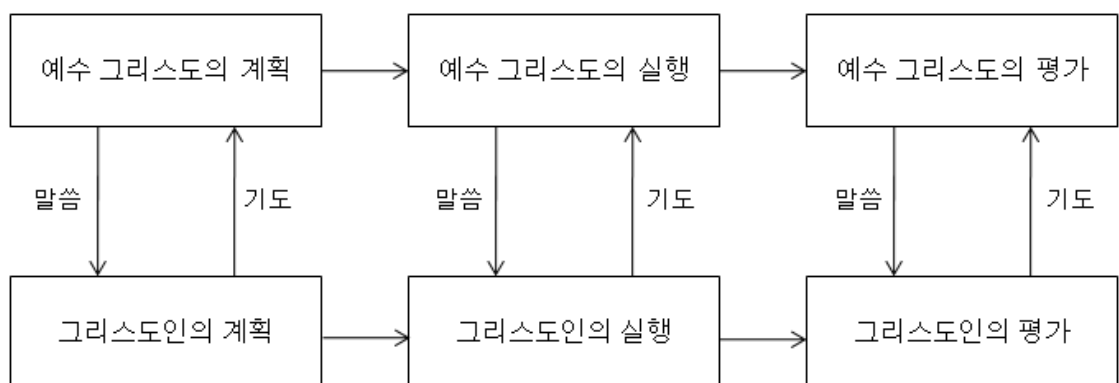 예수 그리스도의 계획
예수 그리스도의 실행
예수 그리스도의 평가
말씀
기도
말씀
기도
말씀
기도
그리스도인의 계획
그리스도인의 실행
그리스도인의 평가